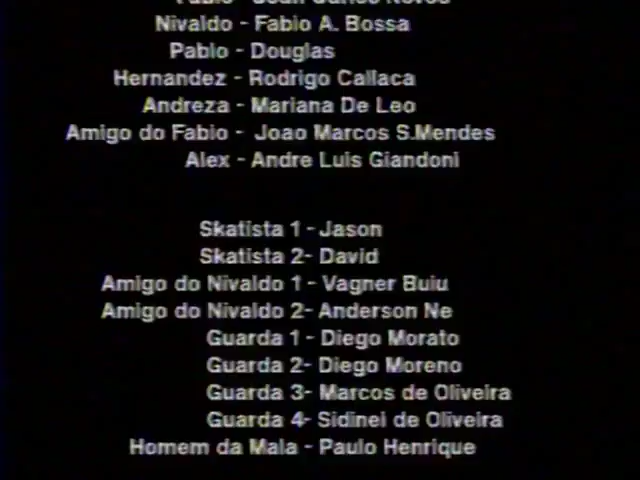 Nivaldo - Fabio A. Bossa
Pablo - Douglas
Hernandez - Rodrigo Callaca
Andreza - Mariana De Leo
Amigo do Fabio - Joao Marcos S.Mendes
Alex - Andre Luis Giandoni
Skatista 1 - Jason
Skatista 2- David
Amigo do Nivaldo 1 - Vagner Buiu
Amigo do Nivaldo 2- Anderson Ne
Guarda 1 - Diego Morato
Guarda 2- Diego Moreno
Guarda 3- Marcos de Oliveira
Guarda 4- Sidinei de Oliveira
Homem da Mala - Paulo Henrique